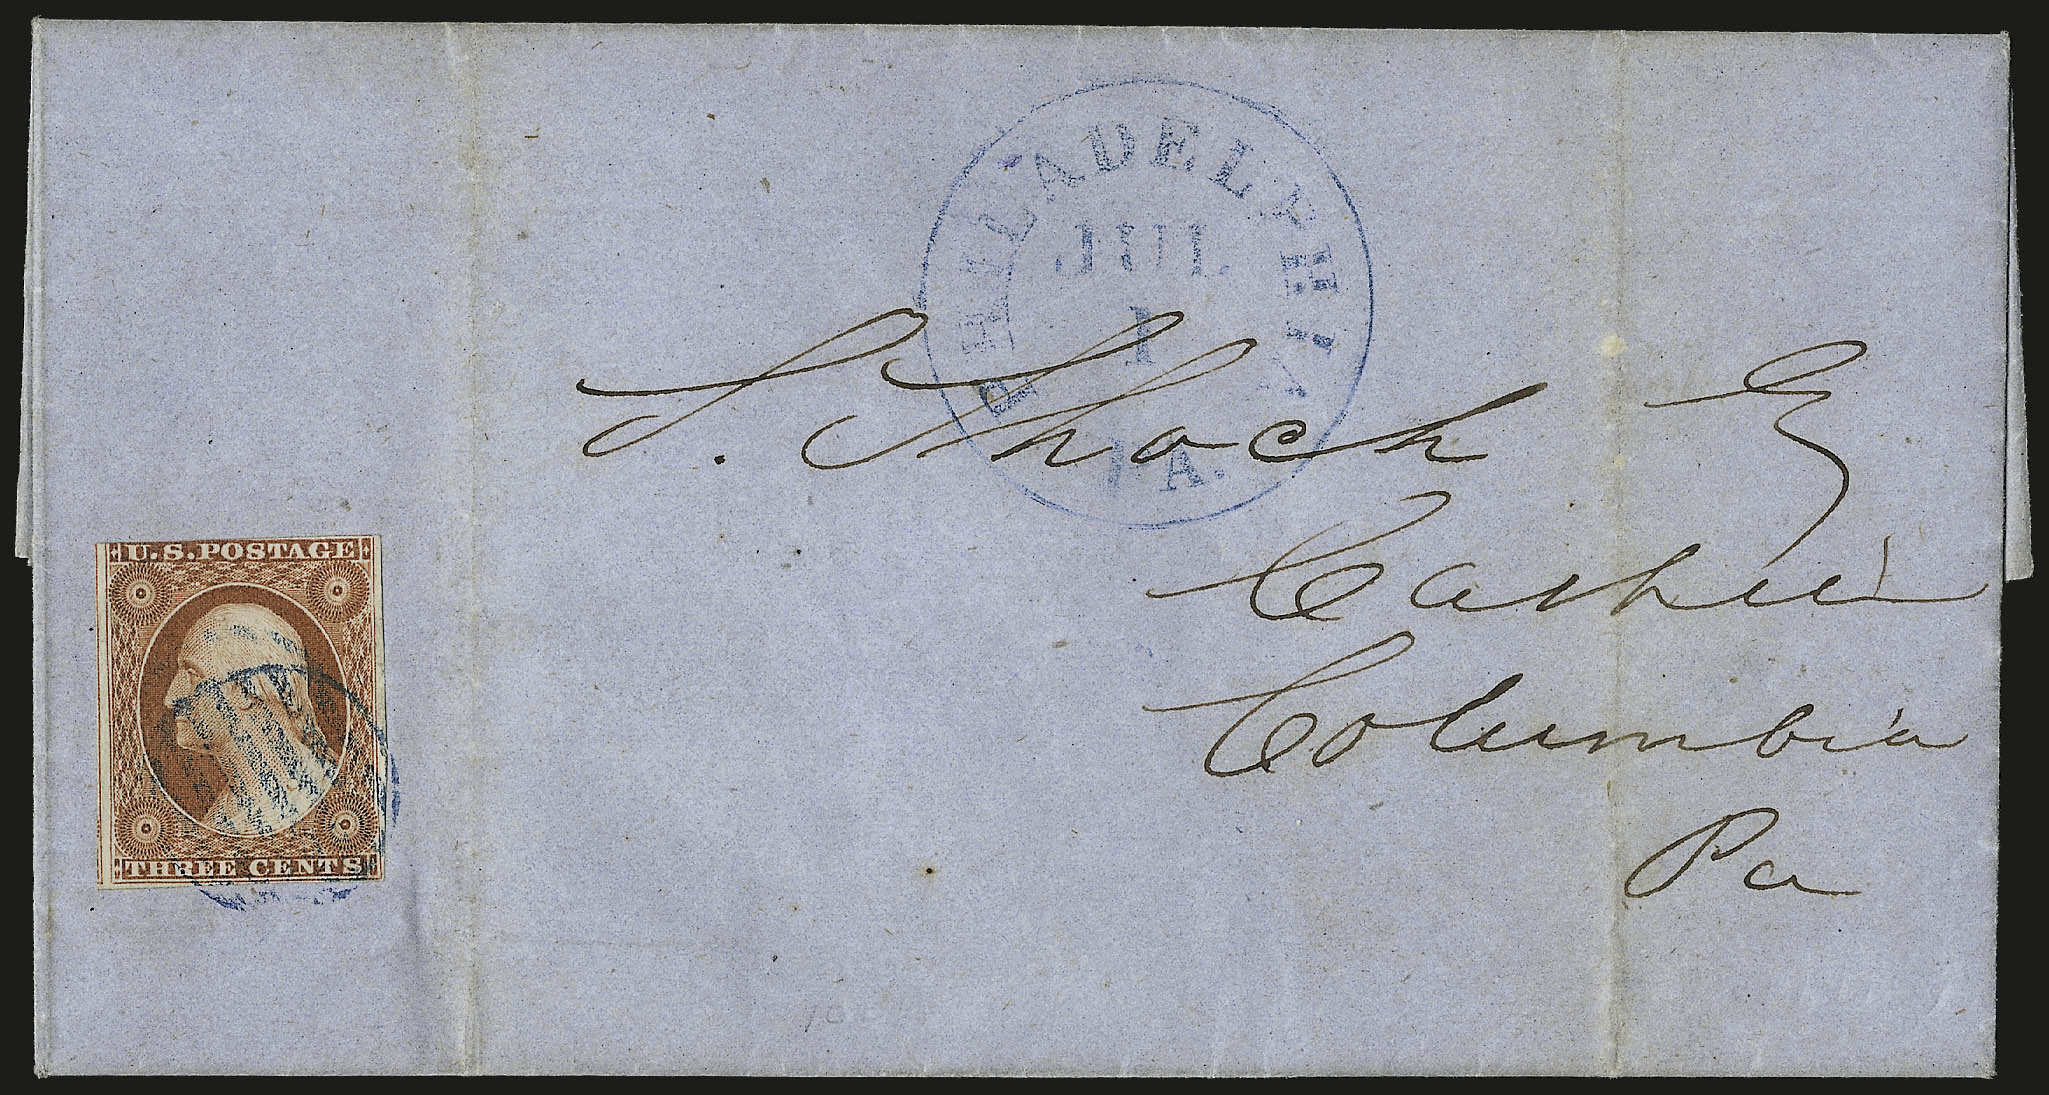 PHILADELPHIA
JUL
1
PA.
S. Shoch Esq
Cashier
Columbia
Pa
U.S. POSTAGE
THREE CENTS